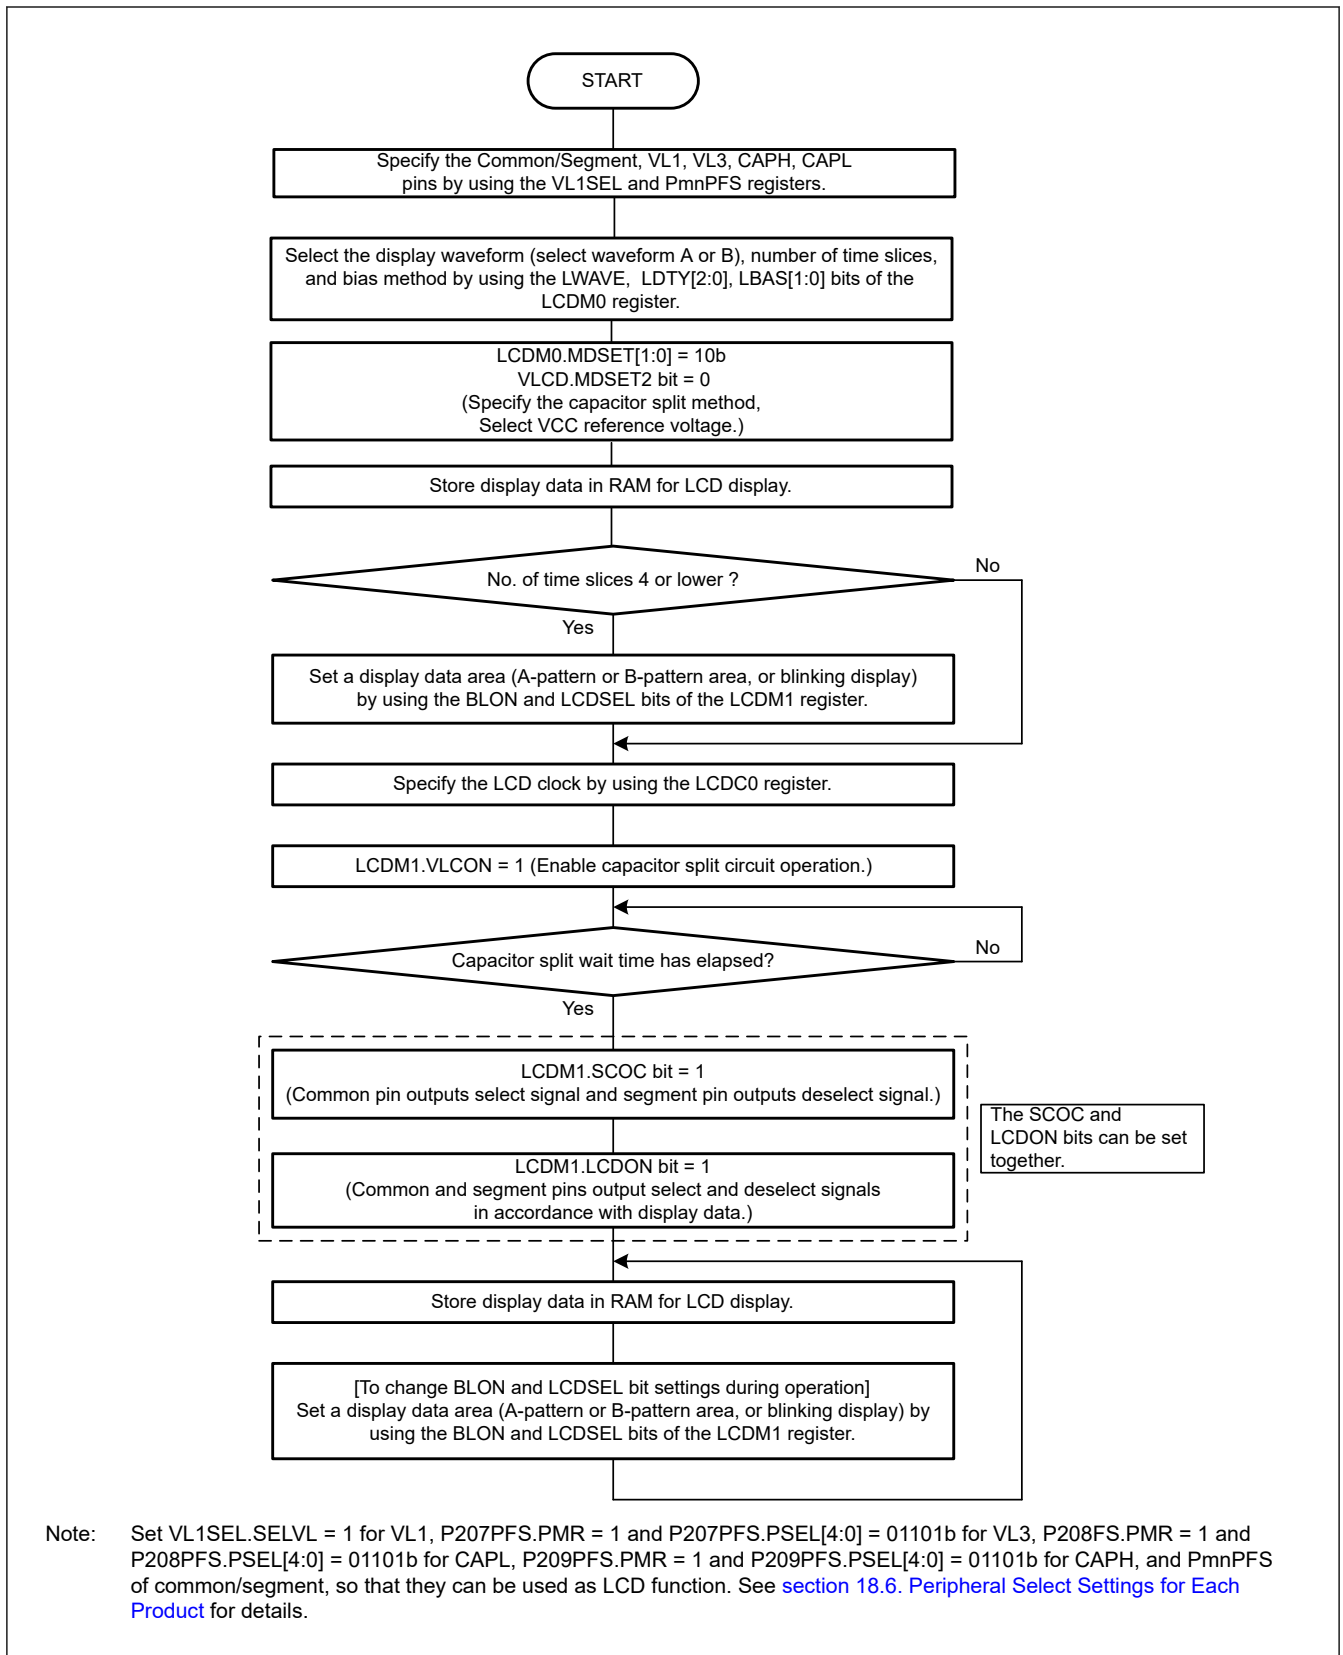 START
Specify the Common/Segment, VL1, VL3, CAPH, CAPL
pins by using the VL1SEL and PmnPFS registers.
Select the display waveform (select waveform A or B), number of time slices,
and bias method by using the LWAVE, LDTY[2:0], LBAS[1:0] bits of the
LCDM0 register.
LCDM0.MDSET[1:0] = 10b
VLCD.MDSET2 bit = 0
(Specify the capacitor split method,
Select VCC reference voltage.)
Store display data in RAM for LCD display.
No. of time slices 4 or lower ?
No
Yes
Set a display data area (A-pattern or B-pattern area, or blinking display)
by using the BLON and LCDSEL bits of the LCDM1 register.
Specify the LCD clock by using the LCDC0 register.
LCDM1.VLCON = 1 (Enable capacitor split circuit operation.)
Capacitor split wait time has elapsed?
No
Yes
LCDM1.SCOC bit = 1
(Common pin outputs select signal and segment pin outputs deselect signal.)
The SCOC and
LCDON bits can be set
together.
LCDM1.LCDON bit = 1
(Common and segment pins output select and deselect signals
in accordance with display data.)
Store display data in RAM for LCD display.
[To change BLON and LCDSEL bit settings during operation]
Set a display data area (A-pattern or B-pattern area, or blinking display) by
using the BLON and LCDSEL bits of the LCDM1 register.
Note: Set VL1SEL.SELVL = 1 for VL1, P207PFS.PMR = 1 and P207PFS.PSEL[4:0] = 01101b for VL3, P208FS.PMR = 1 and
P208PFS.PSEL[4:0] = 01101b for CAPL, P209PFS.PMR = 1 and P209PFS.PSEL[4:0] = 01101b for CAPH, and PmnPFS
of common/segment, so that they can be used as LCD function. See section 18.6. Peripheral Select Settings for Each
Product for details.